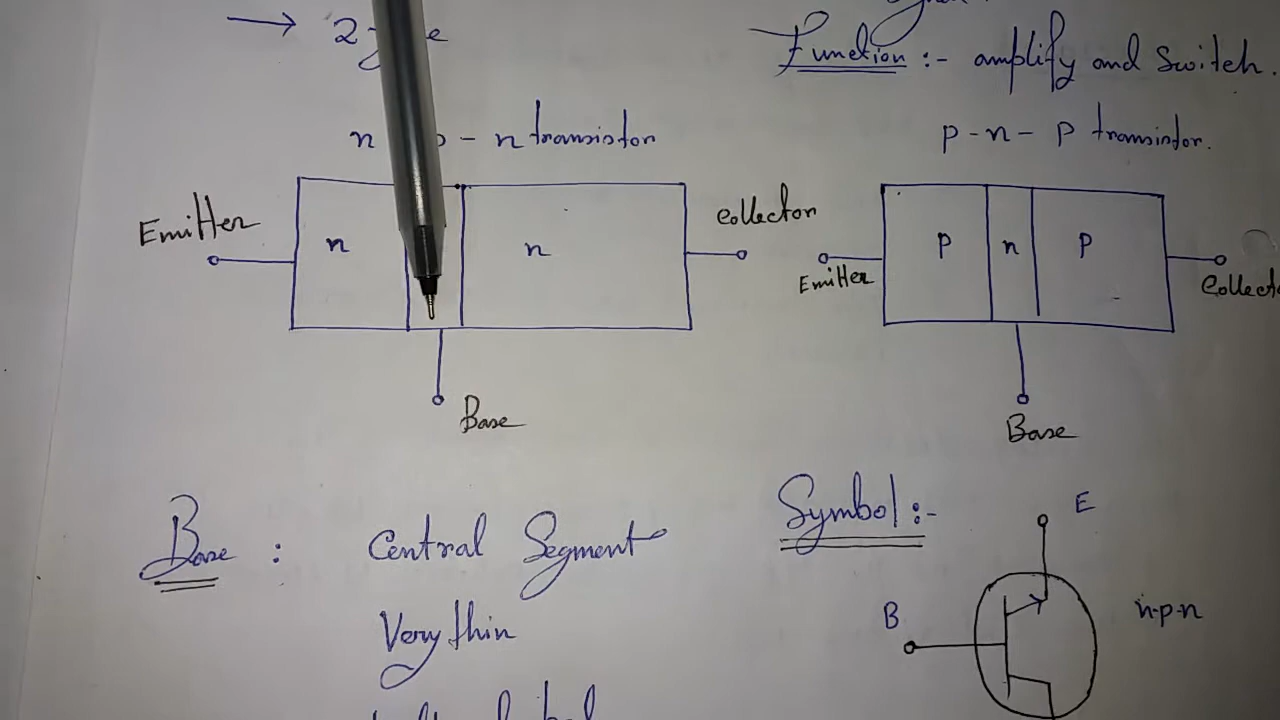 → 2
Function :- amplify and Switch.
n - n transistor
p-n- p transistor.
Emitter
n
n
Collector
Base
Emitter
p
n
p
Base
Base : Central Segment
Very thin
Symbol :-
E
B
n-p-n